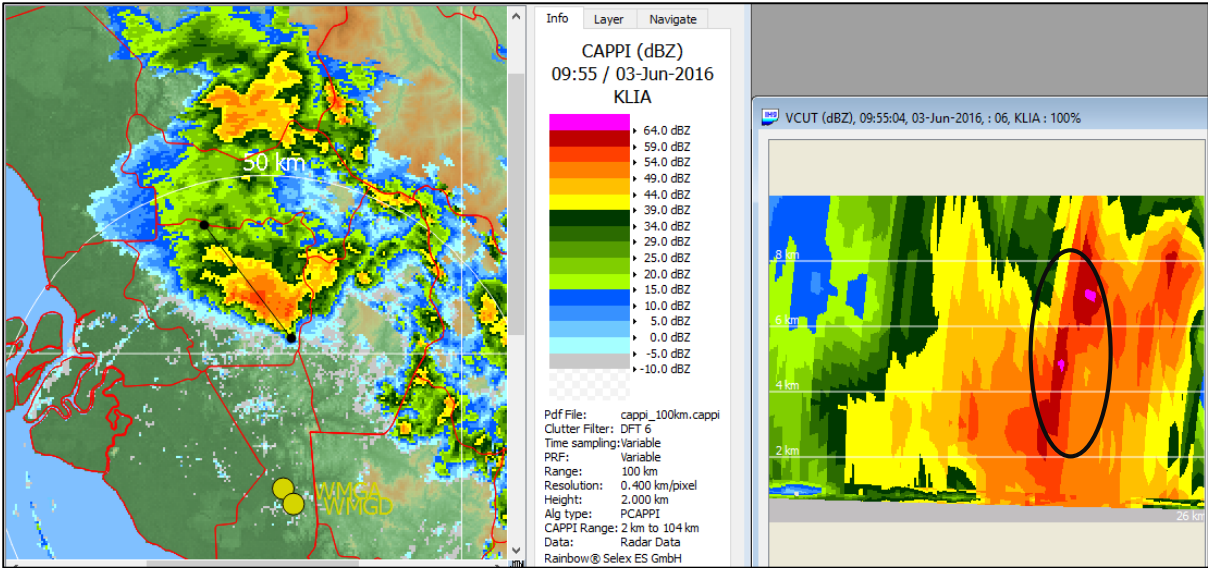 50 km
WMCA
WMGD
T
Info
Layer
Navigate
CAPPI (dBZ)
09:55 / 03-Jun-2016
KLIA
64.0 dBZ
59.0 dBZ
54.0 dBZ
49.0 dBZ
44.0 dBZ
39.0 dBZ
34.0 dBZ
29.0 dBZ
25.0 dBZ
20.0 dBZ
15.0 dBZ
10.0 dBZ
5.0 dBZ
0.0 dBZ
-5.0 dBZ
-10.0 dBZ
Pdf File: cappi_100km.cappi
Clutter Filter: DFT 6
Time sampling:Variable
PRF: Variable
Range: 100 km
Resolution: 0.400 km/pixel
Height: 2.000 km
Alg type: PCAPPI
CAPPI Range: 2 km to 104 km
Data: Radar Data
Rainbow® Selex ES GmbH
VCUT (dBZ), 09:55:04, 03-Jun-2016, : 06, KLIA : 100%
8 km
6 km
4 km
2 km
26 km